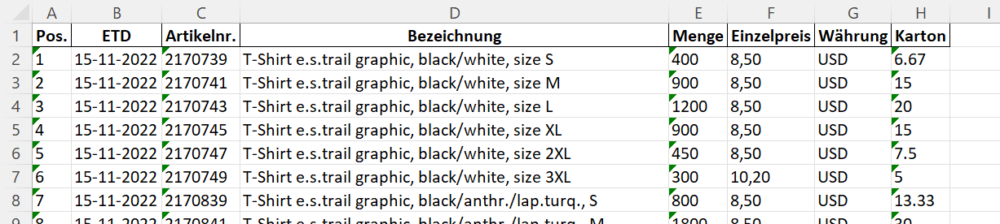 A B C D E F G H I
1 Pos. ETD Artikelnr. Bezeichnung Menge Einzelpreis Währung Karton
2 1 15-11-2022 2170739 T-Shirt e.s.trail graphic, black/white, size S 400 8,50 USD 6.67
3 2 15-11-2022 2170741 T-Shirt e.s.trail graphic, black/white, size M 900 8,50 USD 15
4 3 15-11-2022 2170743 T-Shirt e.s.trail graphic, black/white, size L 1200 8,50 USD 20
5 4 15-11-2022 2170745 T-Shirt e.s.trail graphic, black/white, size XL 900 8,50 USD 15
6 5 15-11-2022 2170747 T-Shirt e.s.trail graphic, black/white, size 2XL 450 8,50 USD 7.5
7 6 15-11-2022 2170749 T-Shirt e.s.trail graphic, black/white, size 3XL 300 10,20 USD 5
8 7 15-11-2022 2170839 T-Shirt e.s.trail graphic, black/anthr./lap.turq., S 800 8,50 USD 13.33
9 8 15-11-2022 2170841 T-Shirt e.s.trail graphic, black/anthr./lap.turq., M 1800 8,50 USD 30